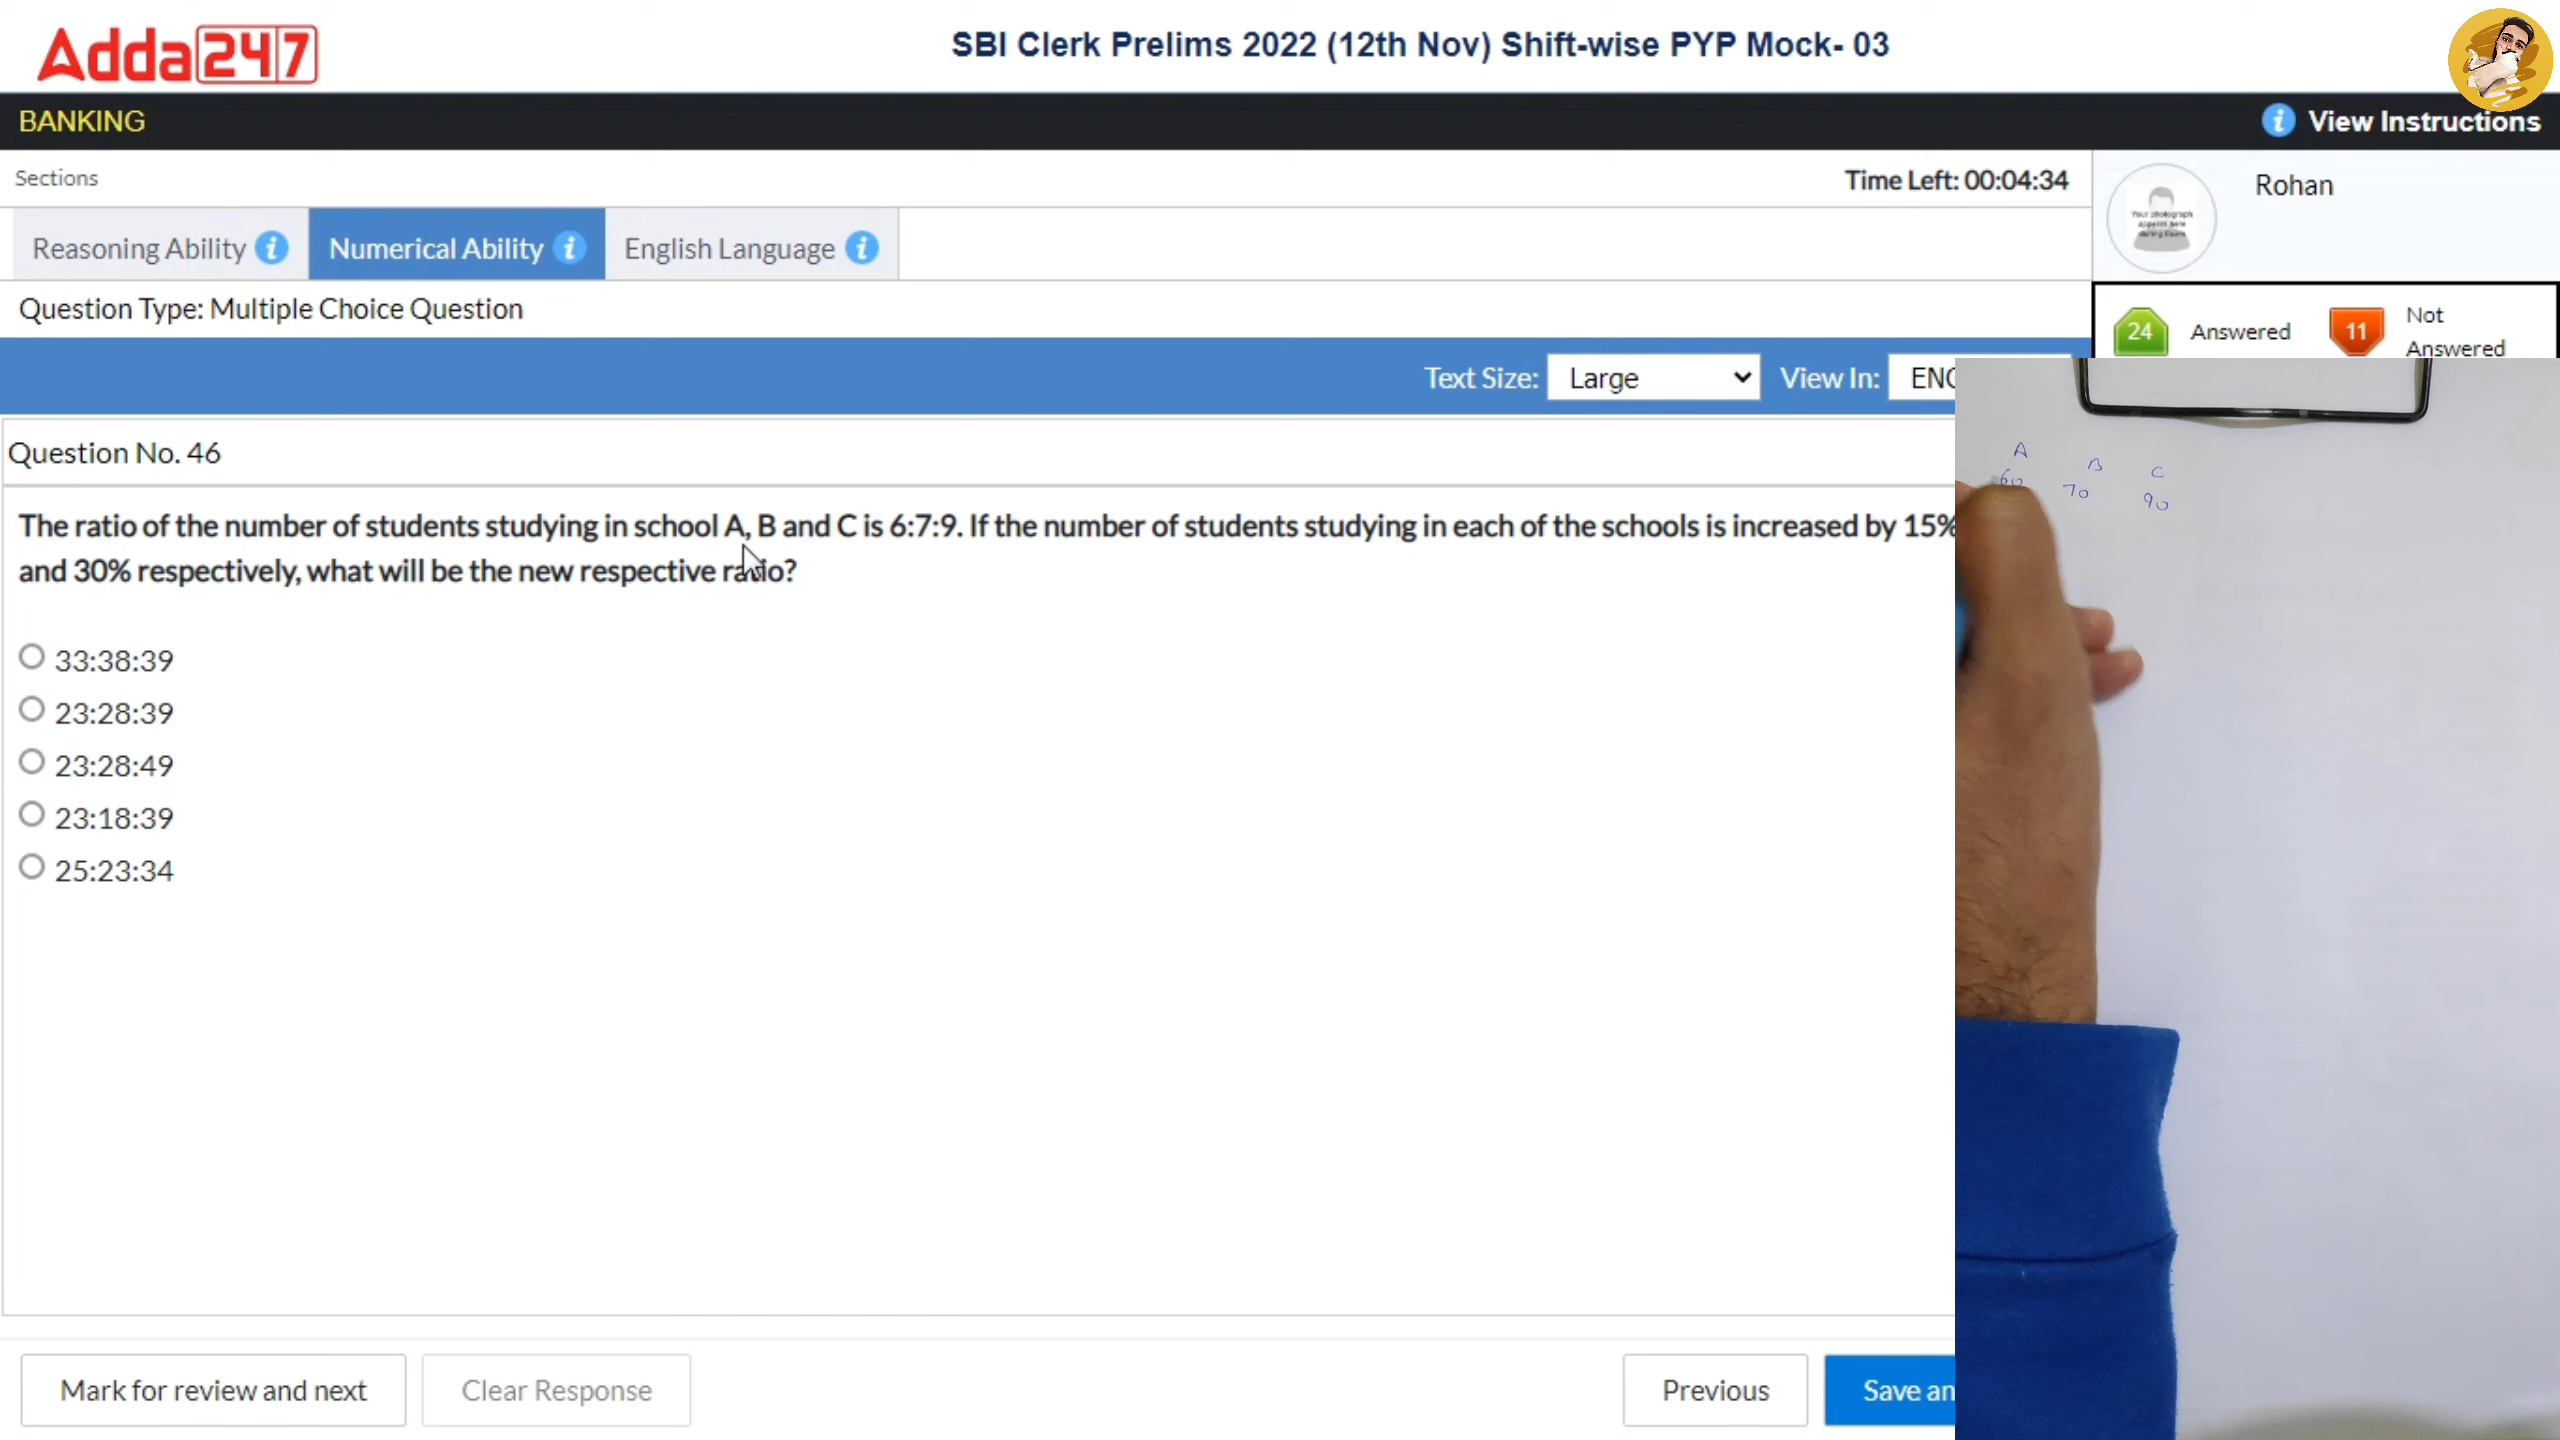 Adda247
SBI Clerk Prelims 2022 (12th Nov) Shift-wise PYP Mock- 03
BANKING
View Instructions
Sections
Time Left: 00:04:34
Rohan
Reasoning Ability
Numerical Ability
English Language
Question Type: Multiple Choice Question
24 Answered
11 Not Answered
Text Size: Large
View In:
Question No. 46
The ratio of the number of students studying in school A, B and C is 6:7:9. If the number of students studying in each of the schools is increased by 15%
and 30% respectively, what will be the new respective ratio?
33:38:39
23:28:39
23:28:49
23:18:39
25:23:34
A B C
60 70 90
Mark for review and next
Clear Response
Previous
Save